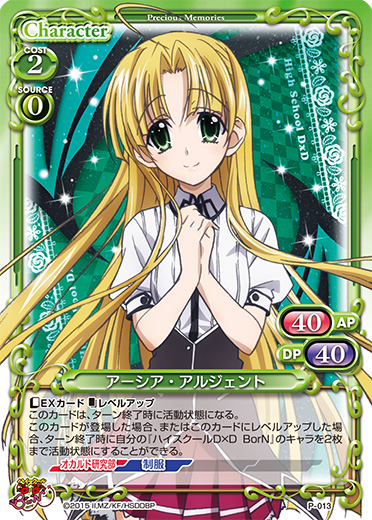 Precious Memories
Character
COST
2
SOURCE
0
High School DxD
40 AP
DP 40
アーシア・アルジェント
EXカード レベルアップ
このカードは、ターン終了時に活動状態になる。
このカードが登場した場合、またはこのカードにレベルアップした場
合、ターン終了時に自分の『ハイスクールD×D BorN』のキャラを2枚
まで活動状態にすることができる。
オカルト研究部 制服
©2015 II,MZ/KF/HSDDBP
P-013